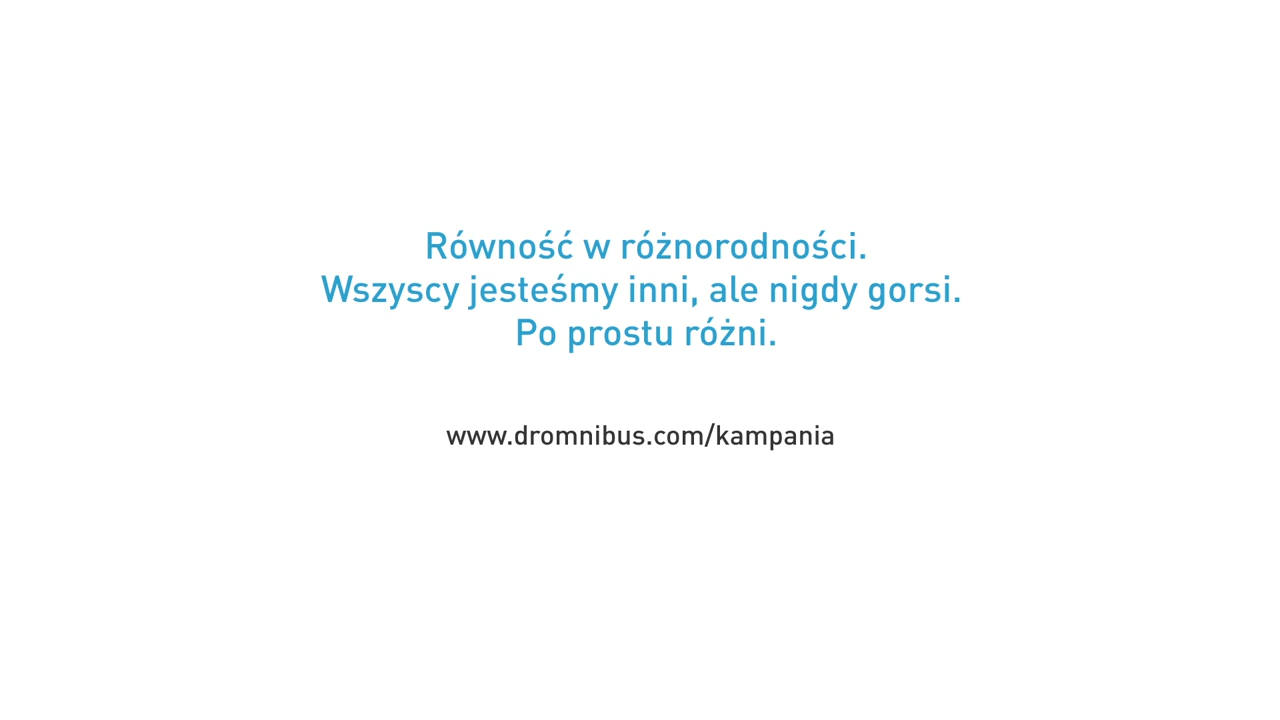 Równość w różnorodności.
Wszyscy jesteśmy inni, ale nigdy gorsi.
Po prostu różni.
www.dromnibus.com/kampania